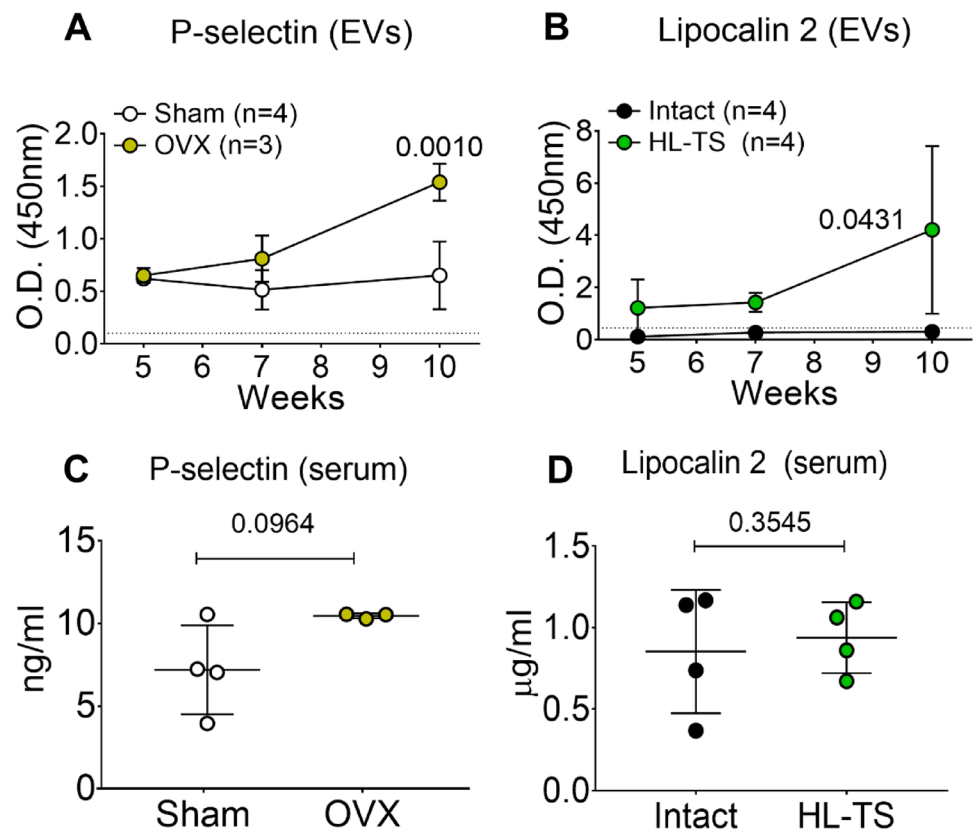 A P-selectin (EVs)
Sham (n=4)
OVX (n=3)
0.0010
2.0
1.5
1.0
0.5
0.0
O.D. (450nm)
5 6 7 8 9 10
Weeks
B Lipocalin 2 (EVs)
Intact (n=4)
HL-TS (n=4)
0.0431
8
6
4
2
0
O.D. (450nm)
5 6 7 8 9 10
Weeks
C P-selectin (serum)
0.0964
15
10
5
0
ng/ml
Sham OVX
D Lipocalin 2 (serum)
0.3545
1.5
1.0
0.5
0.0
μg/ml
Intact HL-TS